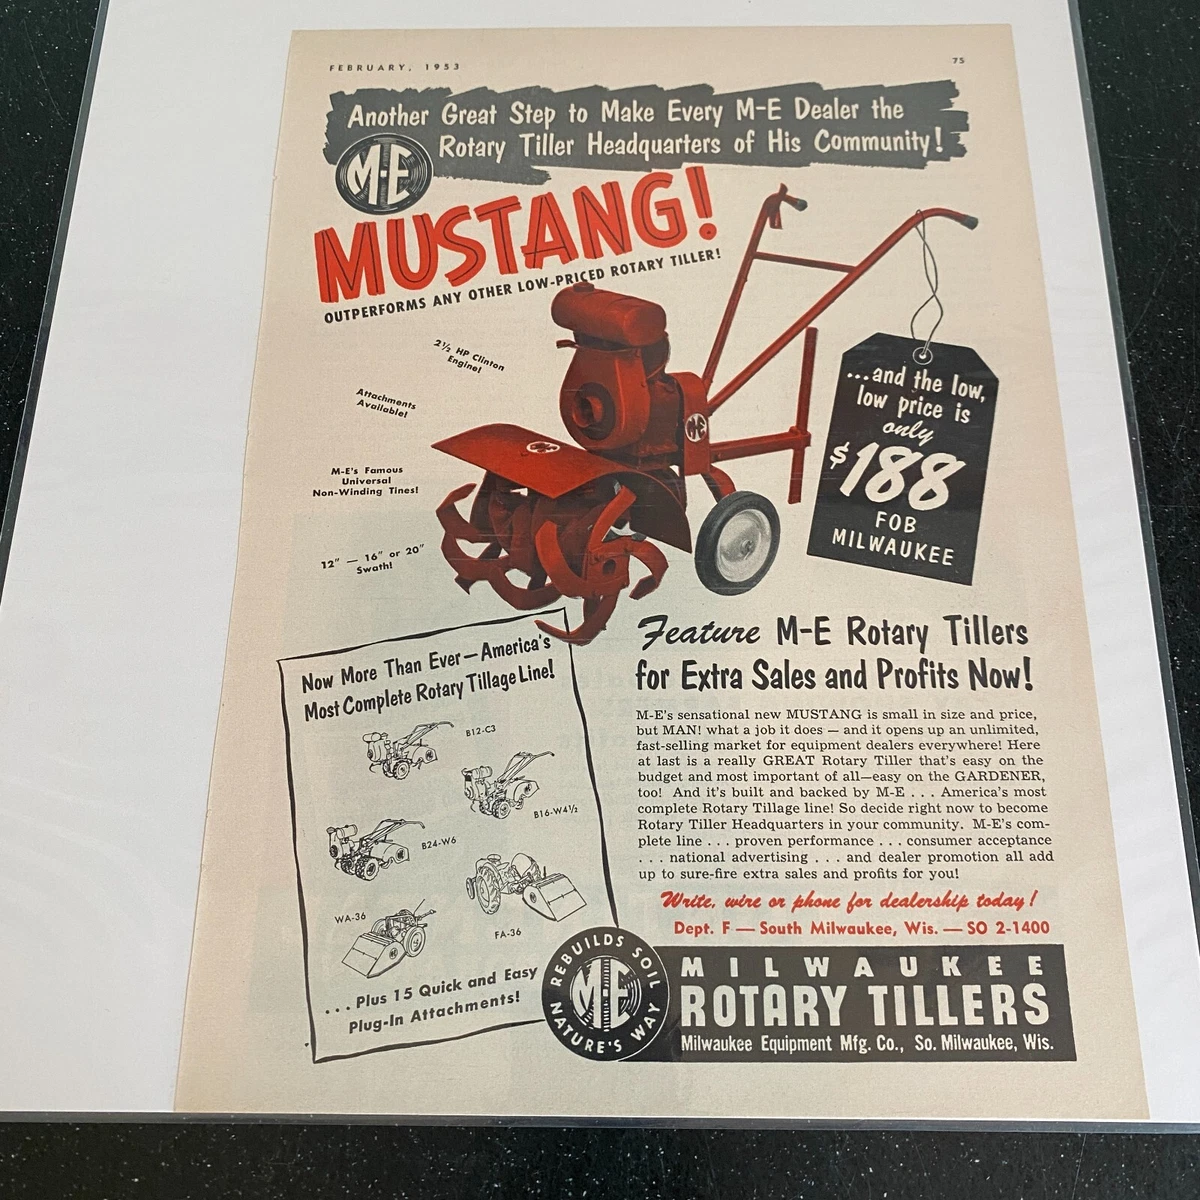 FEBRUARY, 1953
75
Another Great Step to Make Every M-E Dealer the
Rotary Tiller Headquarters of His Community!
M-E
MUSTANG!
OUTPERFORMS ANY OTHER LOW-PRICED ROTARY TILLER!
2½ HP Clinton
Engine!
Attachments
Available!
M-E's Famous
Universal
Non-Winding Tines!
12" — 16" or 20"
Swath!
M-E
...and the low,
low price is
only
$188
FOB
MILWAUKEE
Now More Than Ever—America's
Most Complete Rotary Tillage Line!
B12-C3
B16-W4½
B24-W6
WA-36
FA-36
...Plus 15 Quick and Easy
Plug-In Attachments!
Feature M-E Rotary Tillers
for Extra Sales and Profits Now!
M-E's sensational new MUSTANG is small in size and price,
but MAN! what a job it does — and it opens up an unlimited,
fast-selling market for equipment dealers everywhere! Here
at last is a really GREAT Rotary Tiller that's easy on the
budget and most important of all—easy on the GARDENER,
too! And it's built and backed by M-E . . . America's most
complete Rotary Tillage line! So decide right now to become
Rotary Tiller Headquarters in your community. M-E's com-
plete line . . . proven performance . . . consumer acceptance
. . . national advertising . . . and dealer promotion all add
up to sure-fire extra sales and profits for you!
Write, wire or phone for dealership today!
Dept. F — South Milwaukee, Wis. — SO 2-1400
REBUILDS SOIL
M-E
NATURE'S WAY
MILWAUKEE
ROTARY TILLERS
Milwaukee Equipment Mfg. Co., So. Milwaukee, Wis.